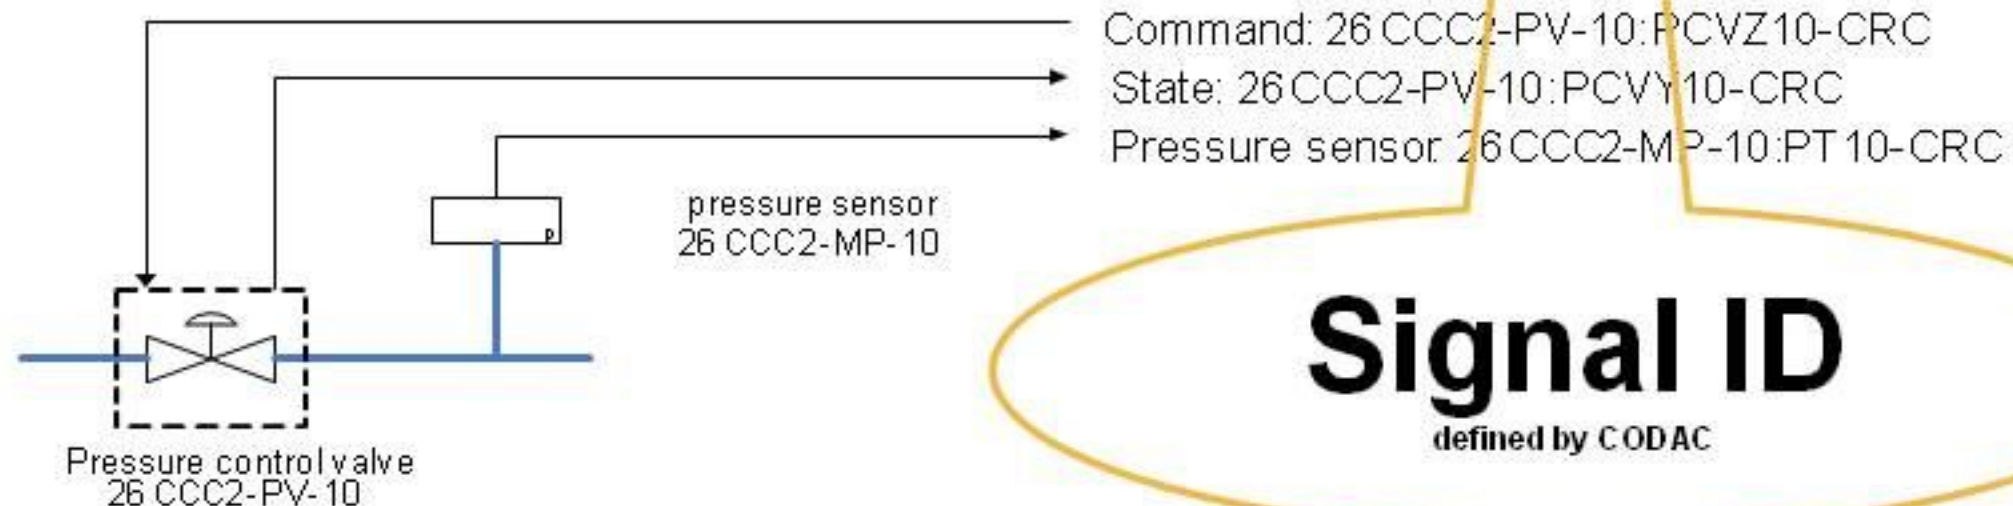 Command: 26CCC2-PV-10:PCVZ10-CRC
State: 26CCC2-PV-10:PCVY10-CRC
Pressure sensor: 26CCC2-MP-10:PT10-CRC
pressure sensor
26CCC2-MP-10
p
Signal ID
defined by CODAC
Pressure control valve
26CCC2-PV-10